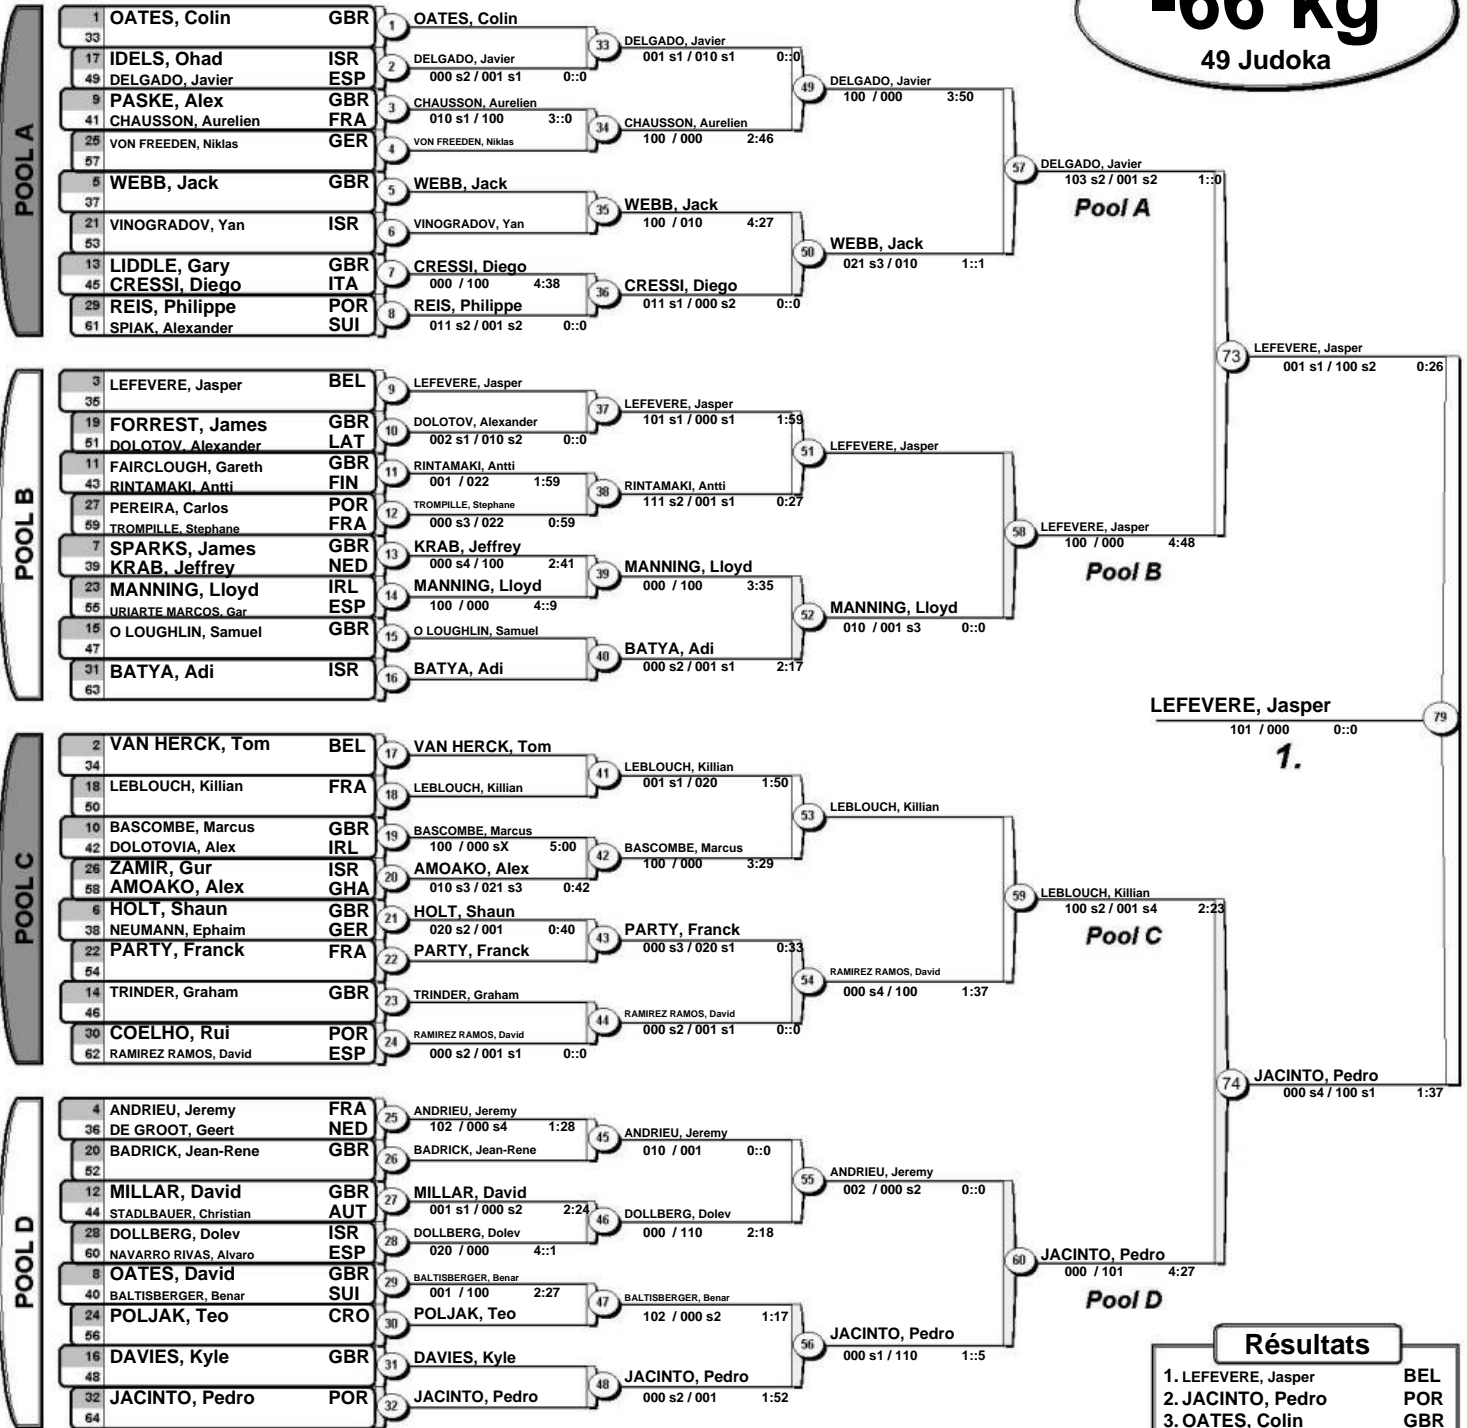 -66 kg
49 Judoka
POOL A
1 OATES, Colin GBR
33
17 IDELS, Ohad ISR
49 DELGADO, Javier ESP
9 PASKE, Alex GBR
41 CHAUSSON, Aurelien FRA
25 VON FREEDEN, Niklas GER
57
5 WEBB, Jack GBR
37
21 VINOGRADOV, Yan ISR
53
13 LIDDLE, Gary GBR
45 CRESSI, Diego ITA
29 REIS, Philippe POR
61 SPIAK, Alexander SUI
1 OATES, Colin
2 DELGADO, Javier
000 s2 / 001 s1 0::0
3 CHAUSSON, Aurelien
010 s1 / 100 3::0
4 VON FREEDEN, Niklas
5 WEBB, Jack
6 VINOGRADOV, Yan
7 CRESSI, Diego
000 / 100 4:38
8 REIS, Philippe
011 s2 / 001 s2 0::0
33 DELGADO, Javier
001 s1 / 010 s1 0::0
34 CHAUSSON, Aurelien
100 / 000 2:46
35 WEBB, Jack
100 / 010 4:27
36 CRESSI, Diego
011 s1 / 000 s2 0::0
49 DELGADO, Javier
100 / 000 3:50
50 WEBB, Jack
021 s3 / 010 1::1
57 DELGADO, Javier
103 s2 / 001 s2 1::0
Pool A
POOL B
3 LEFEVERE, Jasper BEL
35
19 FORREST, James GBR
51 DOLOTOV, Alexander LAT
11 FAIRCLOUGH, Gareth GBR
43 RINTAMAKI, Antti FIN
27 PEREIRA, Carlos POR
59 TROMPILLE, Stephane FRA
7 SPARKS, James GBR
39 KRAB, Jeffrey NED
23 MANNING, Lloyd IRL
55 URIARTE MARCOS, Gar ESP
15 O LOUGHLIN, Samuel GBR
47
31 BATYA, Adi ISR
63
9 LEFEVERE, Jasper
10 DOLOTOV, Alexander
002 s1 / 010 s2 0::0
11 RINTAMAKI, Antti
001 / 022 1:59
12 TROMPILLE, Stephane
000 s3 / 022 0:59
13 KRAB, Jeffrey
000 s4 / 100 2:41
14 MANNING, Lloyd
100 / 000 4::9
15 O LOUGHLIN, Samuel
16 BATYA, Adi
37 LEFEVERE, Jasper
101 s1 / 000 s1 1:59
38 RINTAMAKI, Antti
111 s2 / 001 s1 0:27
39 MANNING, Lloyd
000 / 100 3:35
40 BATYA, Adi
000 s2 / 001 s1 2:17
51 LEFEVERE, Jasper
52 MANNING, Lloyd
010 / 001 s3 0::0
58 LEFEVERE, Jasper
100 / 000 4:48
Pool B
73 LEFEVERE, Jasper
001 s1 / 100 s2 0:26
LEFEVERE, Jasper 79
101 / 000 0::0
1.
POOL C
2 VAN HERCK, Tom BEL
34
18 LEBLOUCH, Killian FRA
50
10 BASCOMBE, Marcus GBR
42 DOLOTOVIA, Alex IRL
26 ZAMIR, Gur ISR
58 AMOAKO, Alex GHA
6 HOLT, Shaun GBR
38 NEUMANN, Ephaim GER
22 PARTY, Franck FRA
54
14 TRINDER, Graham GBR
46
30 COELHO, Rui POR
62 RAMIREZ RAMOS, David ESP
17 VAN HERCK, Tom
18 LEBLOUCH, Killian
19 BASCOMBE, Marcus
100 / 000 sX 5:00
20 AMOAKO, Alex
010 s3 / 021 s3 0:42
21 HOLT, Shaun
020 s2 / 001 0:40
22 PARTY, Franck
23 TRINDER, Graham
24 RAMIREZ RAMOS, David
000 s2 / 001 s1 0::0
41 LEBLOUCH, Killian
001 s1 / 020 1:50
42 BASCOMBE, Marcus
100 / 000 3:29
43 PARTY, Franck
000 s3 / 020 s1 0:33
44 RAMIREZ RAMOS, David
000 s2 / 001 s1 0::0
53 LEBLOUCH, Killian
54 RAMIREZ RAMOS, David
000 s4 / 100 1:37
59 LEBLOUCH, Killian
100 s2 / 001 s4 2:23
Pool C
POOL D
4 ANDRIEU, Jeremy FRA
36 DE GROOT, Geert NED
20 BADRICK, Jean-Rene GBR
52
12 MILLAR, David GBR
44 STADLBAUER, Christian AUT
28 DOLLBERG, Dolev ISR
60 NAVARRO RIVAS, Alvaro ESP
8 OATES, David GBR
40 BALTISBERGER, Benar SUI
24 POLJAK, Teo CRO
56
16 DAVIES, Kyle GBR
48
32 JACINTO, Pedro POR
64
25 ANDRIEU, Jeremy
102 / 000 s4 1:28
26 BADRICK, Jean-Rene
27 MILLAR, David
001 s1 / 000 s2 2:24
28 DOLLBERG, Dolev
020 / 000 4::1
29 BALTISBERGER, Benar
001 / 100 2:27
30 POLJAK, Teo
31 DAVIES, Kyle
32 JACINTO, Pedro
45 ANDRIEU, Jeremy
010 / 001 0::0
46 DOLLBERG, Dolev
000 / 110 2:18
47 BALTISBERGER, Benar
102 / 000 s2 1:17
48 JACINTO, Pedro
000 s2 / 001 1:52
55 ANDRIEU, Jeremy
002 / 000 s2 0::0
56 JACINTO, Pedro
000 s1 / 110 1::5
60 JACINTO, Pedro
000 / 101 4:27
Pool D
74 JACINTO, Pedro
000 s4 / 100 s1 1:37
Résultats
1. LEFEVERE, Jasper BEL
2. JACINTO, Pedro POR
3. OATES, Colin GBR